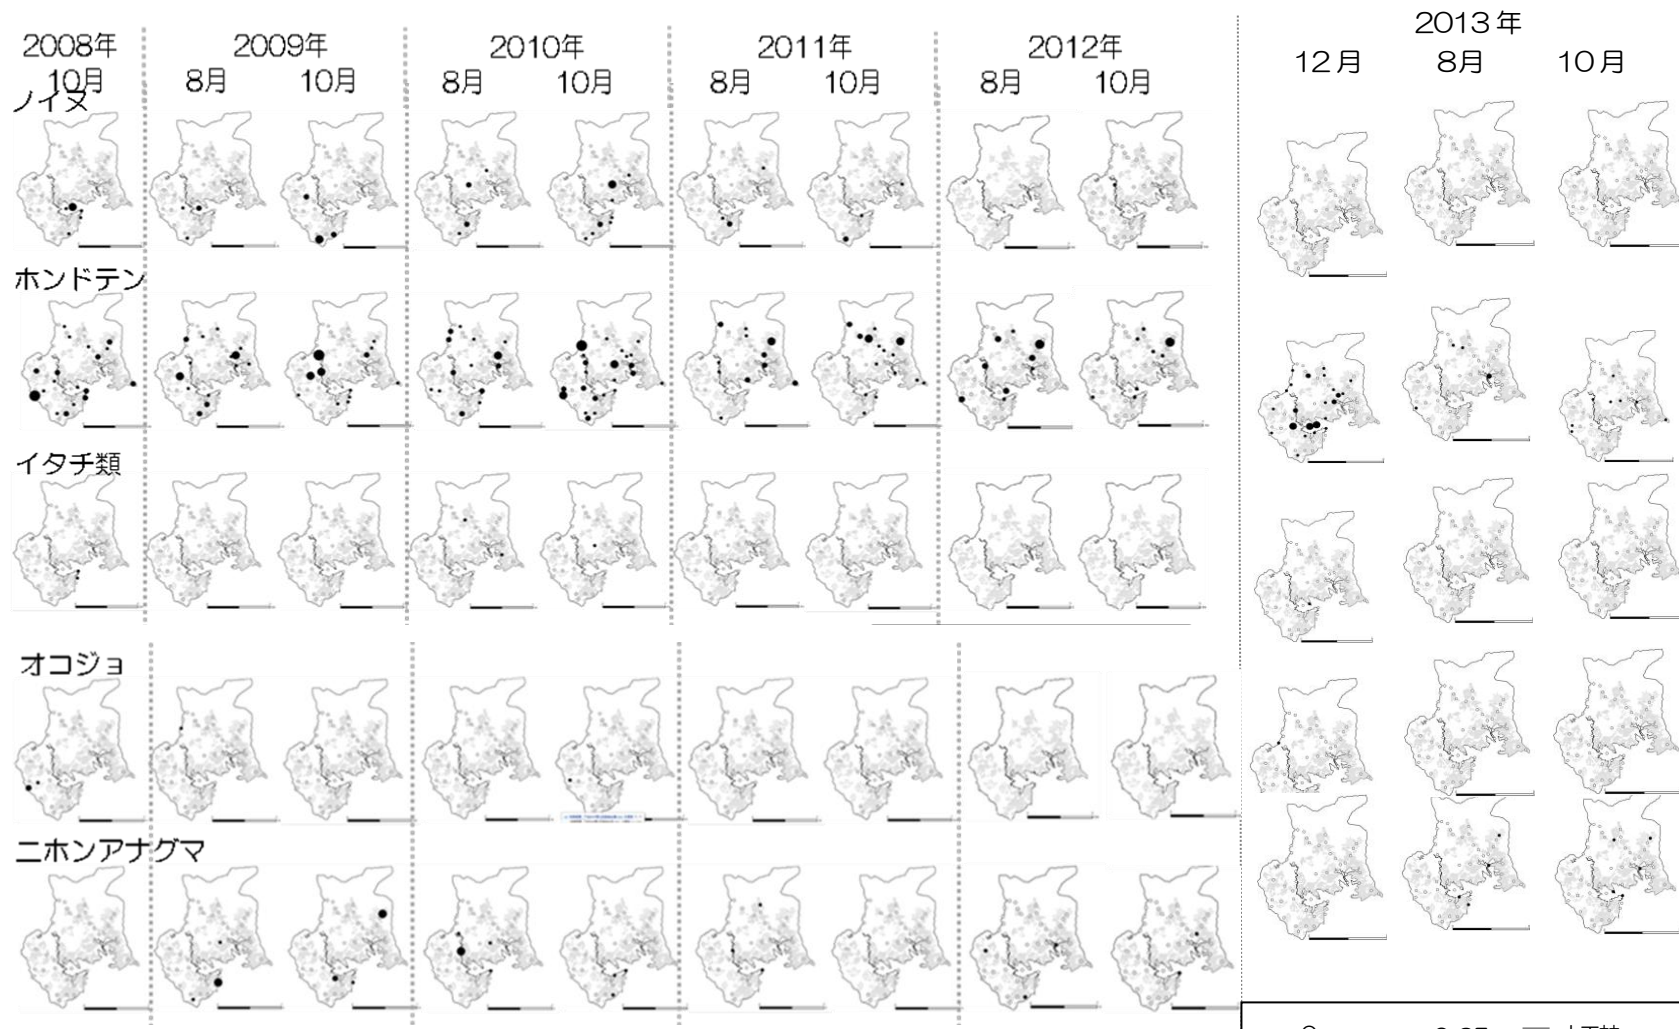 2008年 2009年 2010年 2011年 2012年 2013年
10月 8月 10月 8月 10月 8月 10月 8月 10月 12月 8月 10月
ノイヌ
ホンドテン
イタチ類
オコジョ
ニホンアナグマ